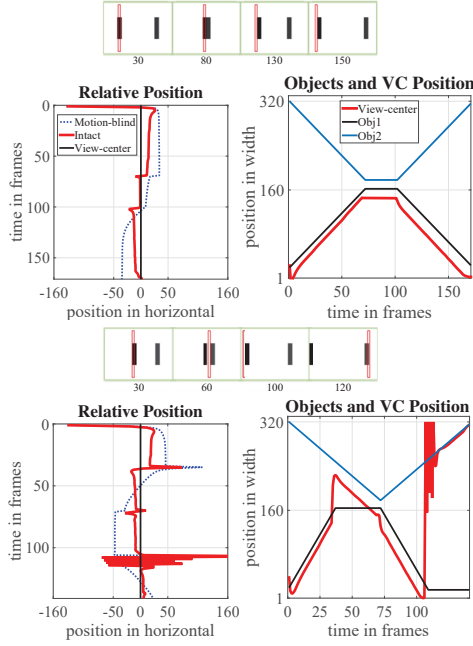 30
80
130
150
Relative Position
Objects and VC Position
0
50
100
150
time in frames
Motion-blind
Intact
View-center
-160
-50
0
50
160
position in horizontal
320
160
1
position in width
View-center
Obj1
Obj2
0
50
100
150
time in frames
30
60
100
120
Relative Position
Objects and VC Position
0
50
100
time in frames
-160
-50
0
50
160
position in horizontal
320
160
1
position in width
0
25
50
75
100
time in frames